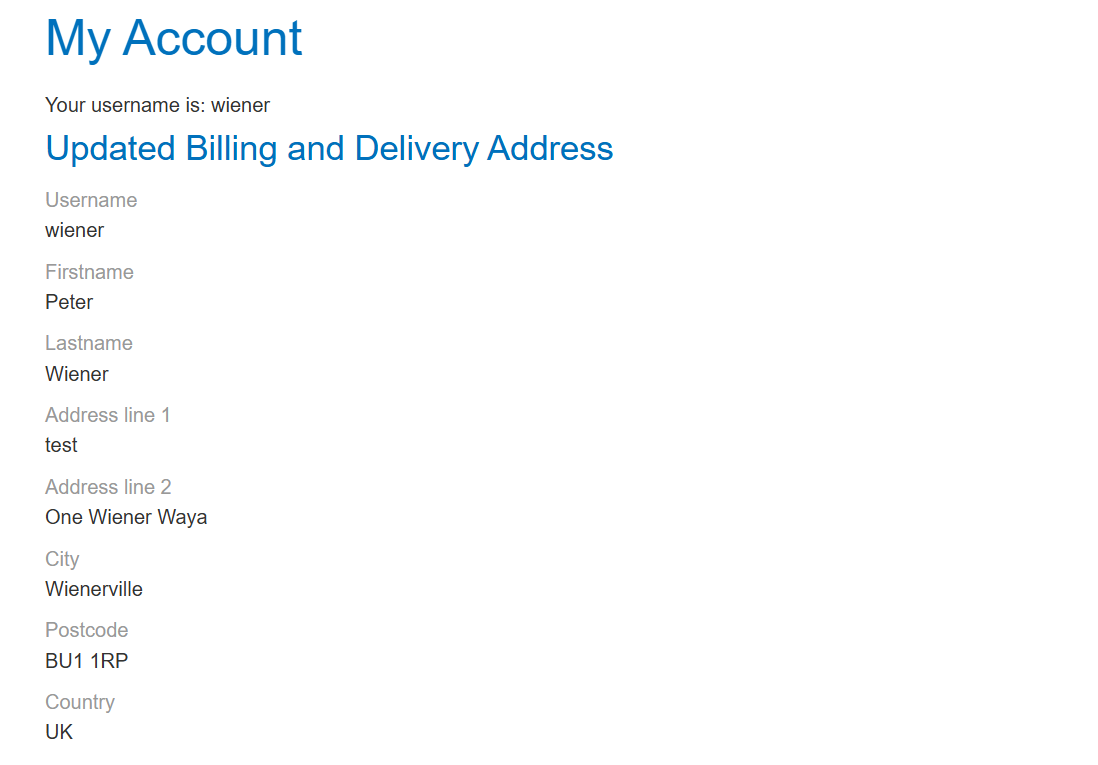 My Account
Your username is: wiener
Updated Billing and Delivery Address
Username
wiener
Firstname
Peter
Lastname
Wiener
Address line 1
test
Address line 2
One Wiener Waya
City
Wienerville
Postcode
BU1 1RP
Country
UK